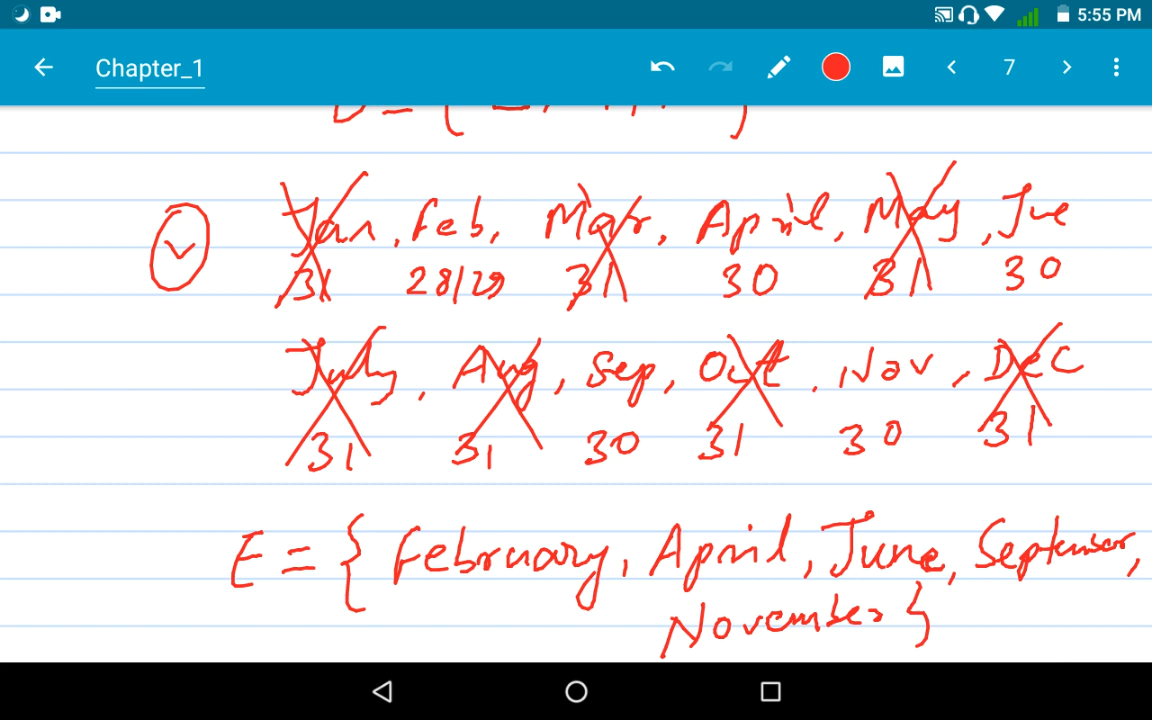 5:55 PM
Chapter_1
7
(v) Jan, Feb, Mar, April, May, Jue
31 28/29 31 30 31 30
July, Aug, Sep, Oct, Nov, Dec
31 31 30 31 30 31
E = { February, April, June, September,
November }